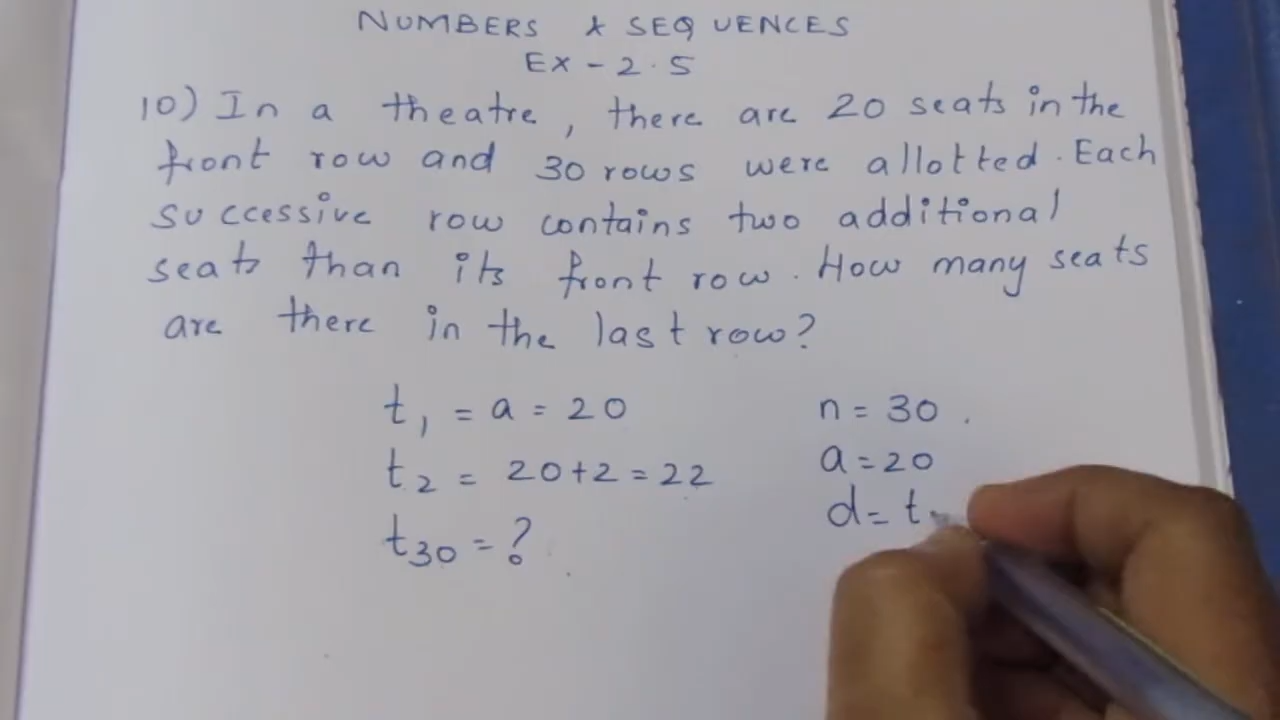 NUMBERS & SEQUENCES
EX - 2.5
10) In a theatre, there are 20 seats in the
front row and 30 rows were allotted. Each
successive row contains two additional
seats than its front row. How many seats
are there in the last row?
t₁ = a = 20
n = 30.
t₂ = 20+2 = 22
a = 20
t₃₀ = ?
d = t